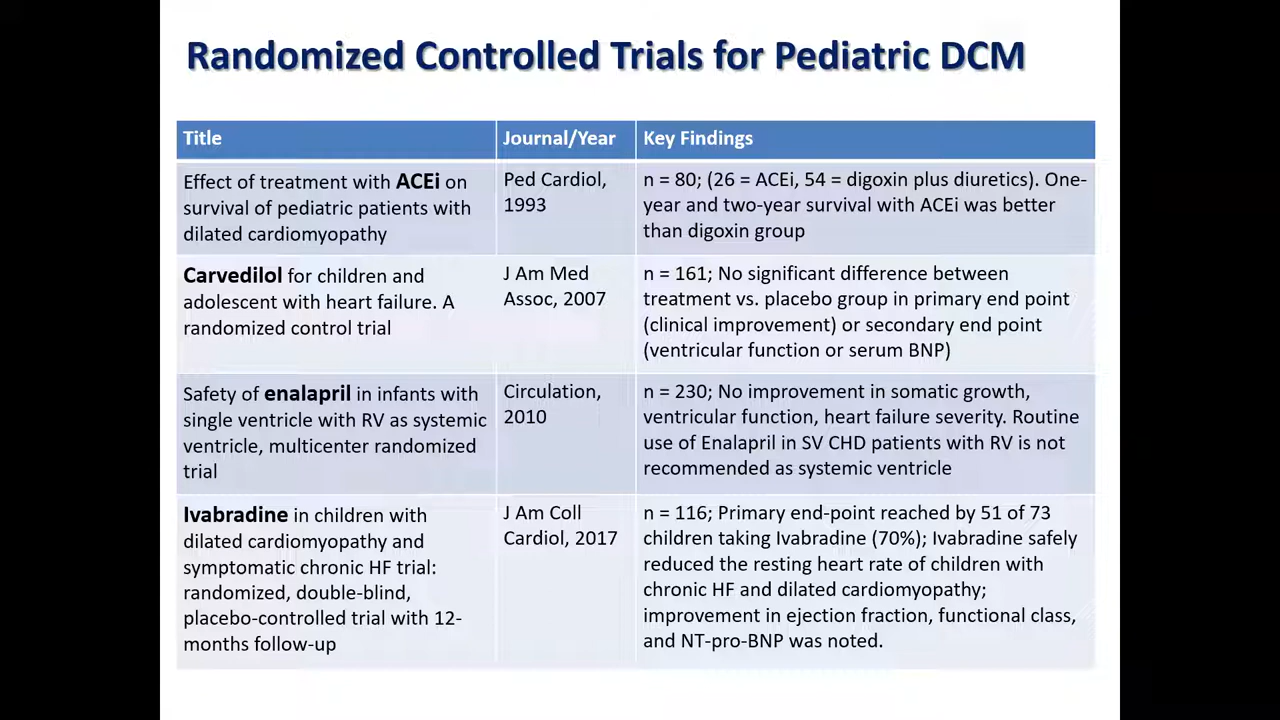 Randomized Controlled Trials for Pediatric DCM
Title
Journal/Year
Key Findings
Effect of treatment with ACEi on
survival of pediatric patients with
dilated cardiomyopathy
Ped Cardiol,
1993
n = 80; (26 = ACEi, 54 = digoxin plus diuretics). One-
year and two-year survival with ACEi was better
than digoxin group
Carvedilol for children and
adolescent with heart failure. A
randomized control trial
J Am Med
Assoc, 2007
n = 161; No significant difference between
treatment vs. placebo group in primary end point
(clinical improvement) or secondary end point
(ventricular function or serum BNP)
Safety of enalapril in infants with
single ventricle with RV as systemic
ventricle, multicenter randomized
trial
Circulation,
2010
n = 230; No improvement in somatic growth,
ventricular function, heart failure severity. Routine
use of Enalapril in SV CHD patients with RV is not
recommended as systemic ventricle
Ivabradine in children with
dilated cardiomyopathy and
symptomatic chronic HF trial:
randomized, double-blind,
placebo-controlled trial with 12-
months follow-up
J Am Coll
Cardiol, 2017
n = 116; Primary end-point reached by 51 of 73
children taking Ivabradine (70%); Ivabradine safely
reduced the resting heart rate of children with
chronic HF and dilated cardiomyopathy;
improvement in ejection fraction, functional class,
and NT-pro-BNP was noted.